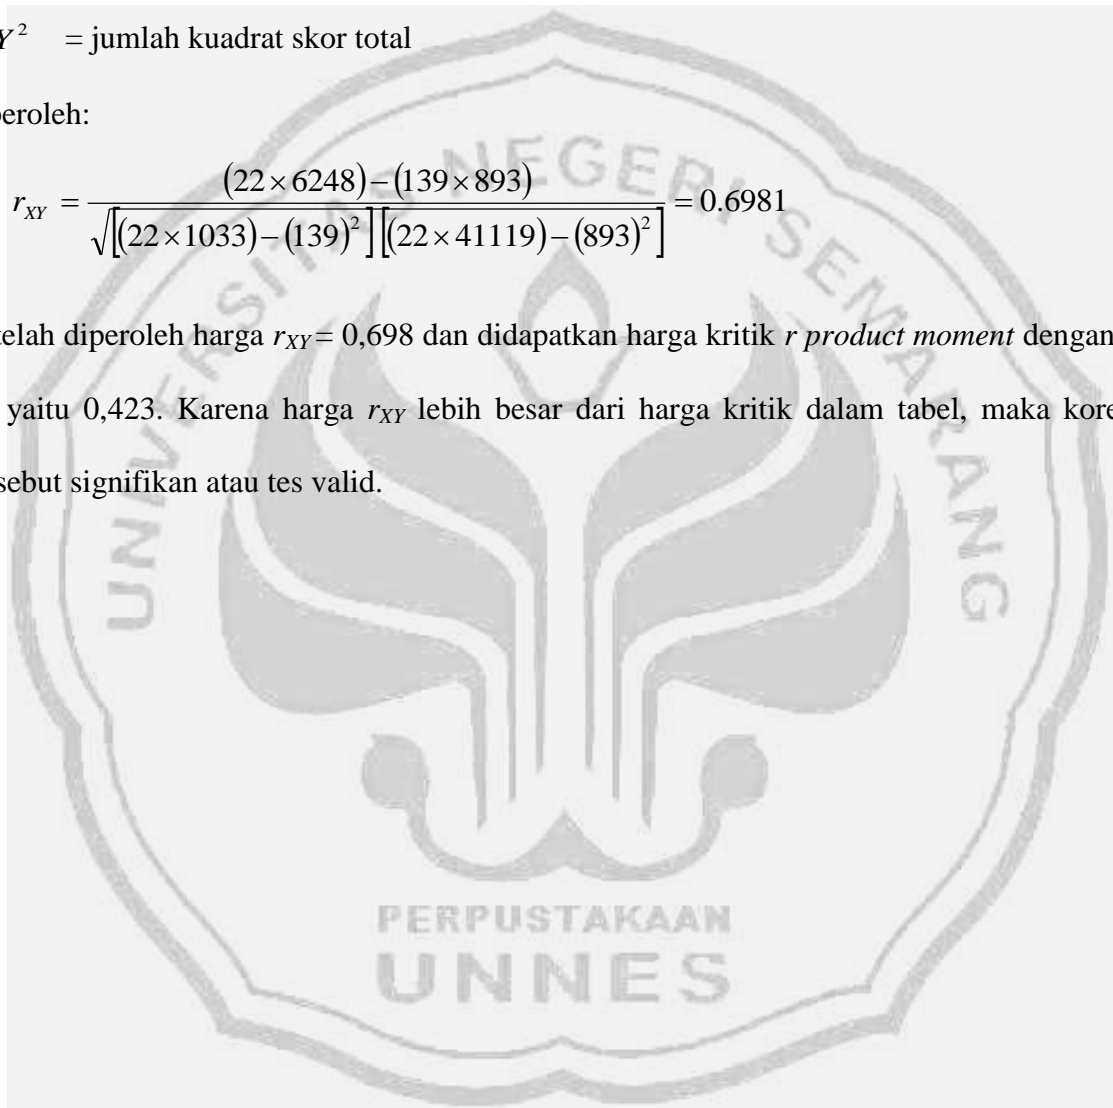 Y² = jumlah kuadrat skor total
peroleh:
r_XY = \frac{(22 × 6248) − (139 × 893)}{\sqrt{[(22 × 1033) − (139)²][(22 × 41119) − (893)²]}} = 0.6981
telah diperoleh harga r_XY = 0,698 dan didapatkan harga kritik r product moment dengan
yaitu 0,423. Karena harga r_XY lebih besar dari harga kritik dalam tabel, maka kore
sebut signifikan atau tes valid.
UNIVERSITAS NEGERI SEMARANG
PERPUSTAKAAN
UNNES